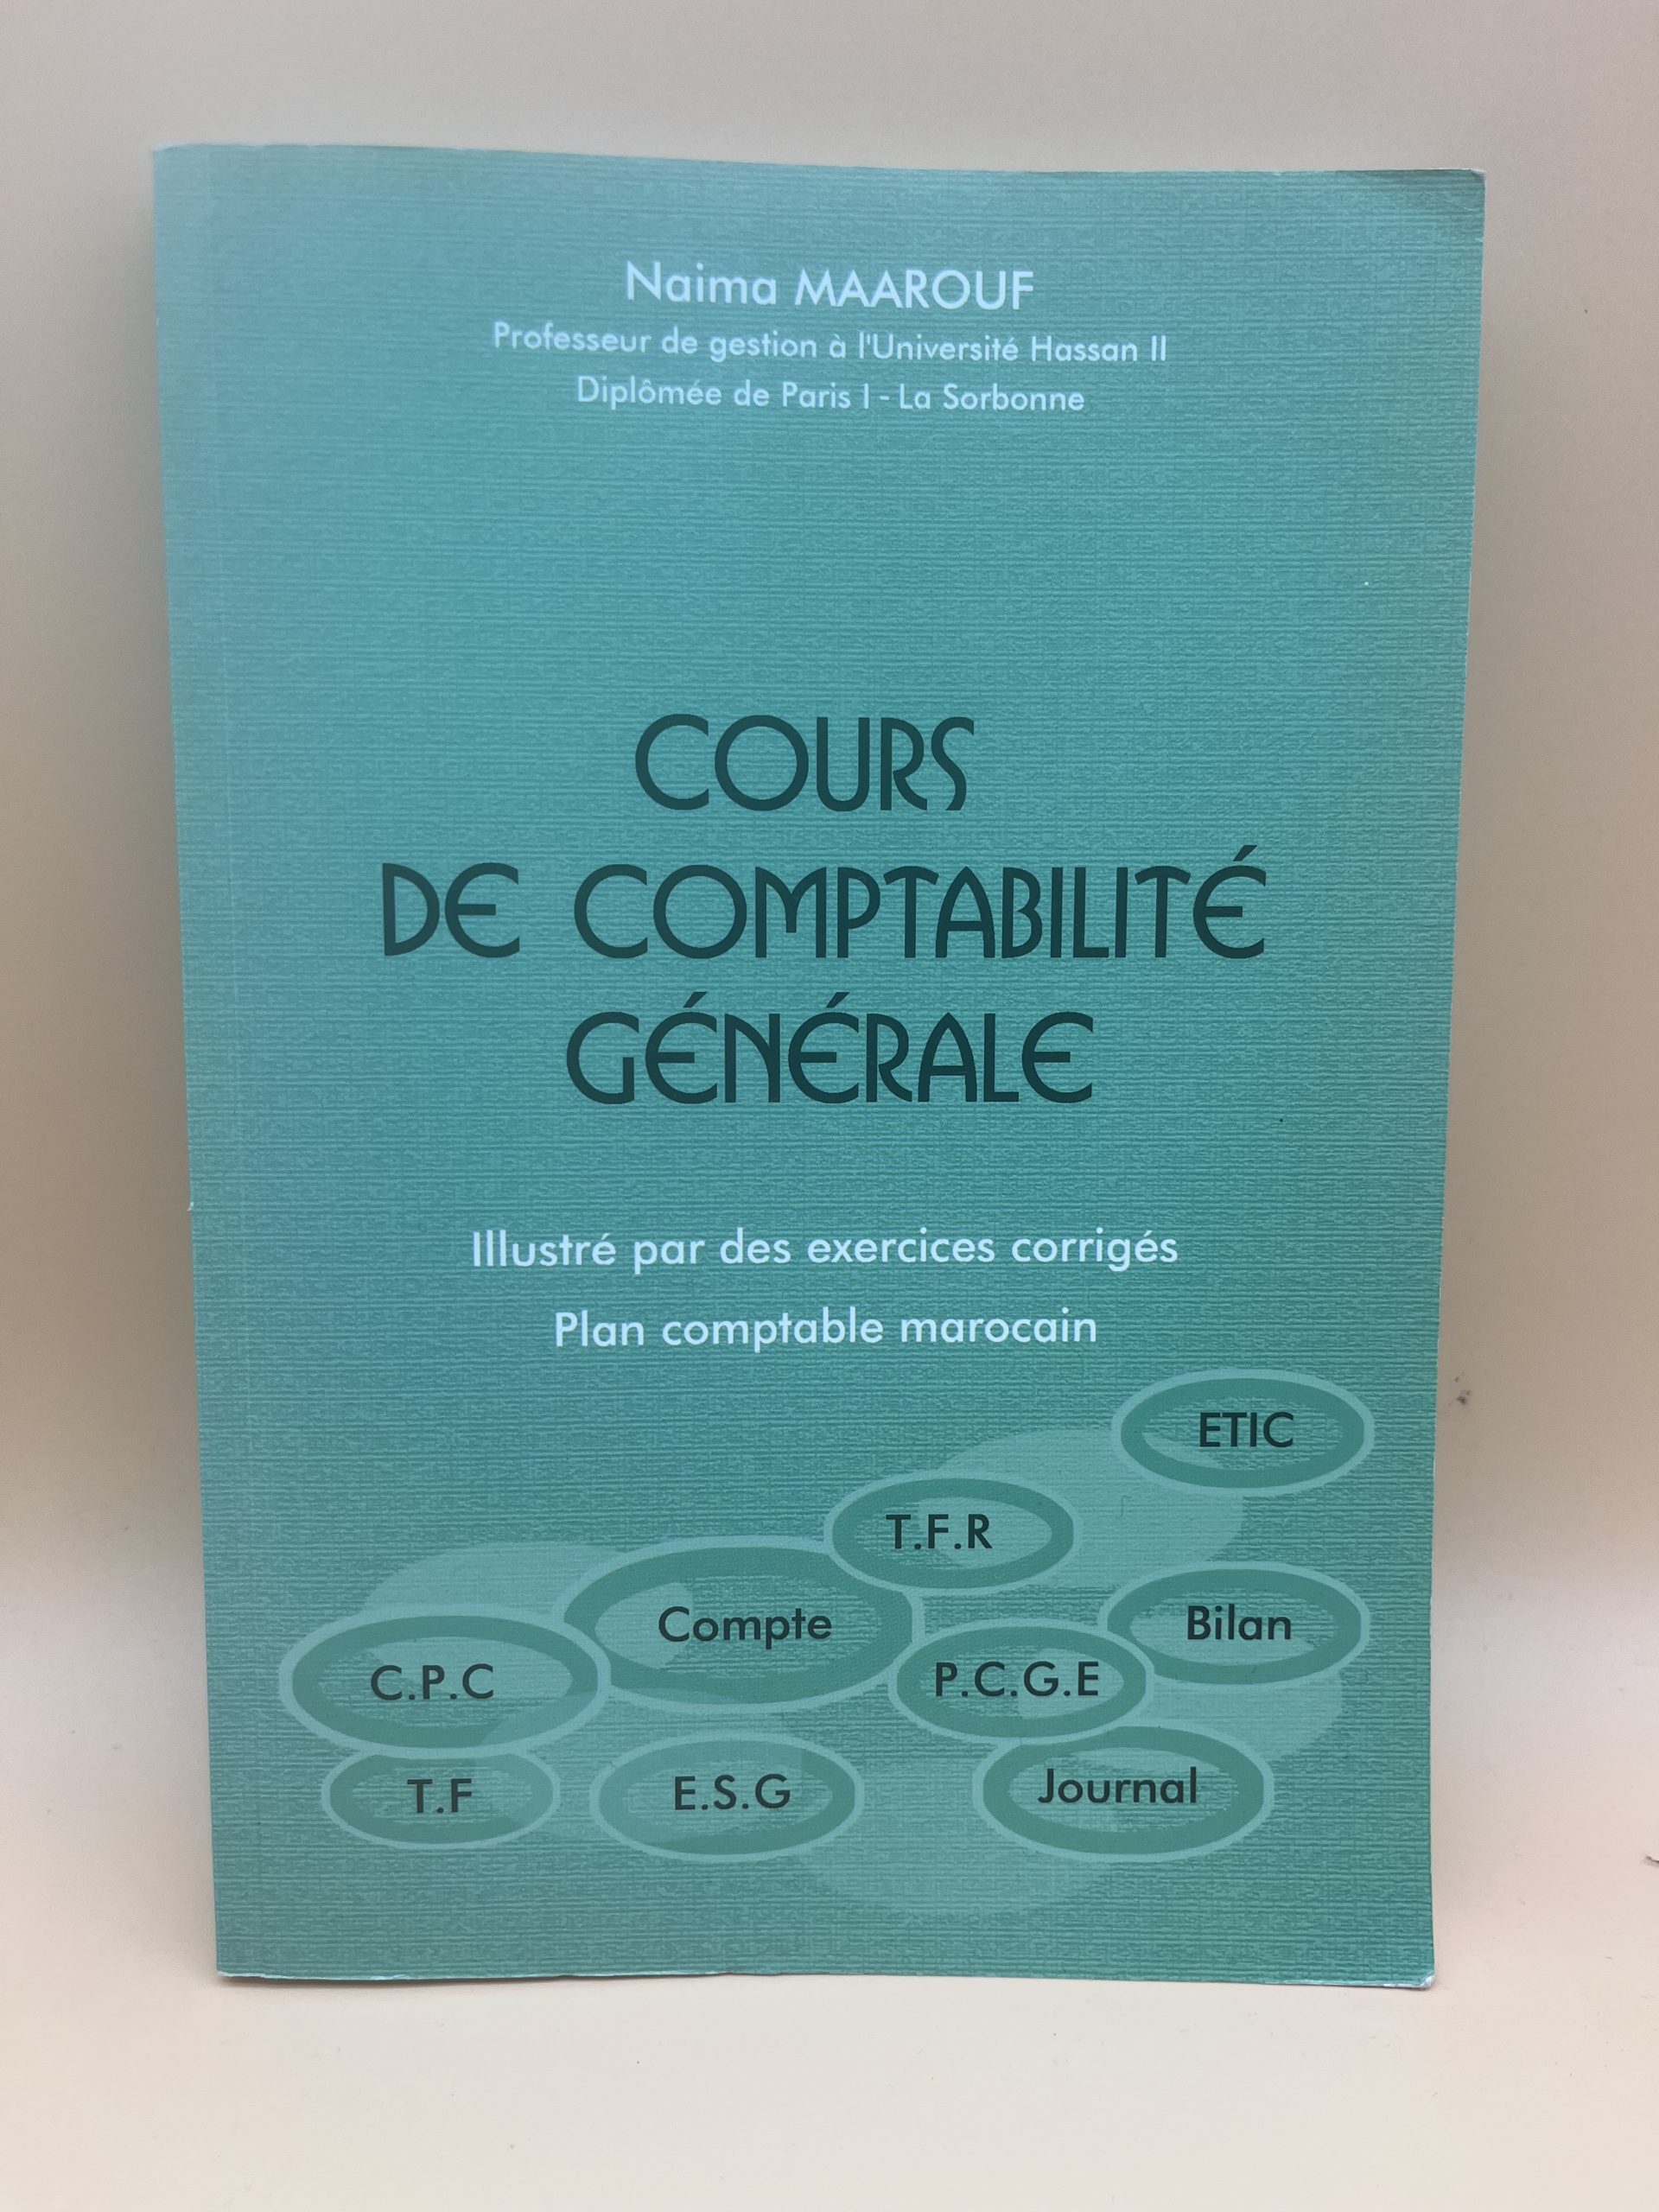 Naima MAAROUF
Professeur de gestion à l'Université Hassan II
Diplômée de Paris I - La Sorbonne
COURS
DE COMPTABILITÉ
GÉNÉRALE
Illustré par des exercices corrigés
Plan comptable marocain
ETIC
T.F.R
Compte
Bilan
C.P.C
P.C.G.E
T.F
E.S.G
Journal